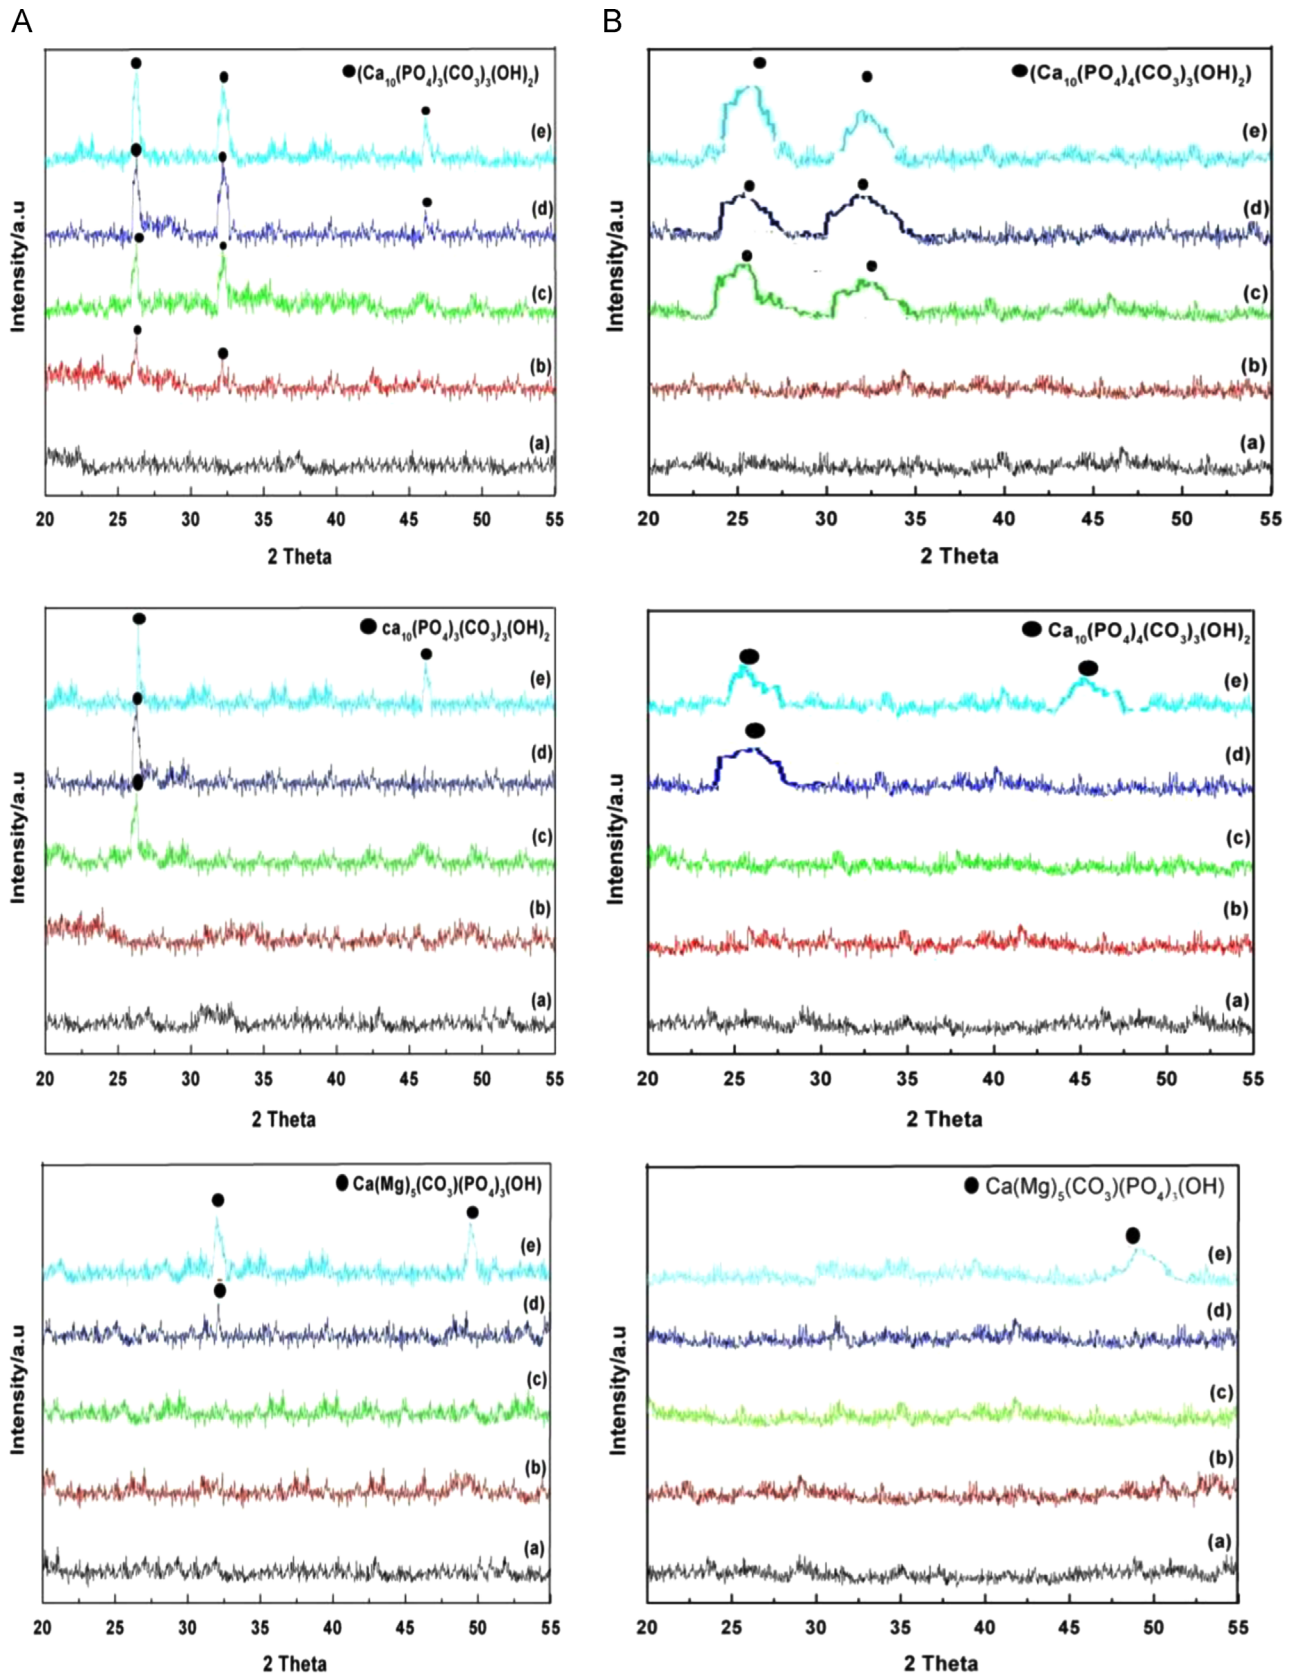 A
B
●(Ca₁₀(PO₄)₃(CO₃)₃(OH)₂)
(e)
(d)
(c)
(b)
(a)
Intensity/a.u
20 25 30 35 40 45 50 55
2 Theta
●(Ca₁₀(PO₄)₄(CO₃)₃(OH)₂)
(e)
(d)
(c)
(b)
(a)
Intensity/a.u
20 25 30 35 40 45 50 55
2 Theta
● ca₁₀(PO₄)₃(CO₃)₃(OH)₂
(e)
(d)
(c)
(b)
(a)
Intensity/a.u
20 25 30 35 40 45 50 55
2 Theta
● Ca₁₀(PO₄)₄(CO₃)₃(OH)₂
(e)
(d)
(c)
(b)
(a)
Intensity/a.u
20 25 30 35 40 45 50 55
2 Theta
● Ca(Mg)₅(CO₃)(PO₄)₃(OH)
(e)
(d)
(c)
(b)
(a)
Intensity/a.u
20 25 30 35 40 45 50 55
2 Theta
● Ca(Mg)₅(CO₃)(PO₄)₃(OH)
(e)
(d)
(c)
(b)
(a)
Intensity/a.u
20 25 30 35 40 45 50 55
2 Theta